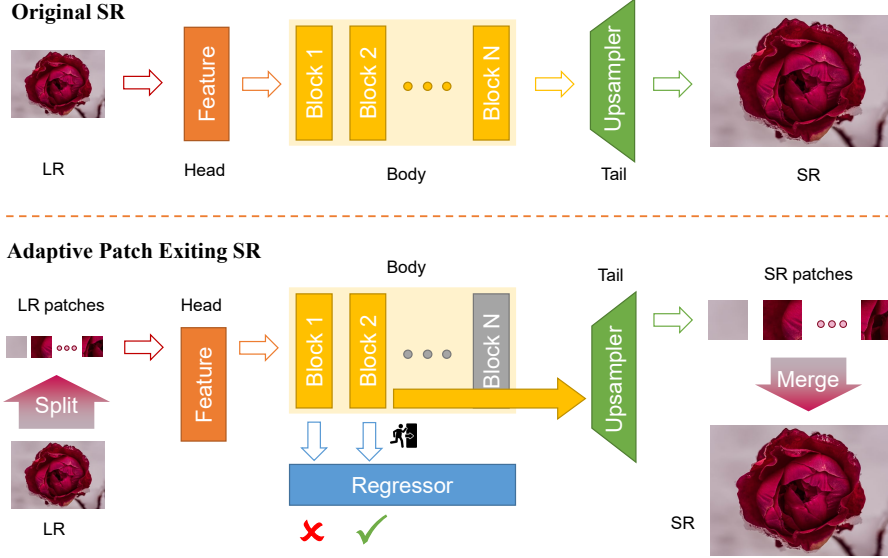 Original SR
Feature
Block 1
Block 2
Block N
Upsampler
LR
Head
Body
Tail
SR
Adaptive Patch Exiting SR
LR patches
Head
Body
Tail
SR patches
Feature
Block 1
Block 2
Block N
Upsampler
Split
Merge
Regressor
LR
SR